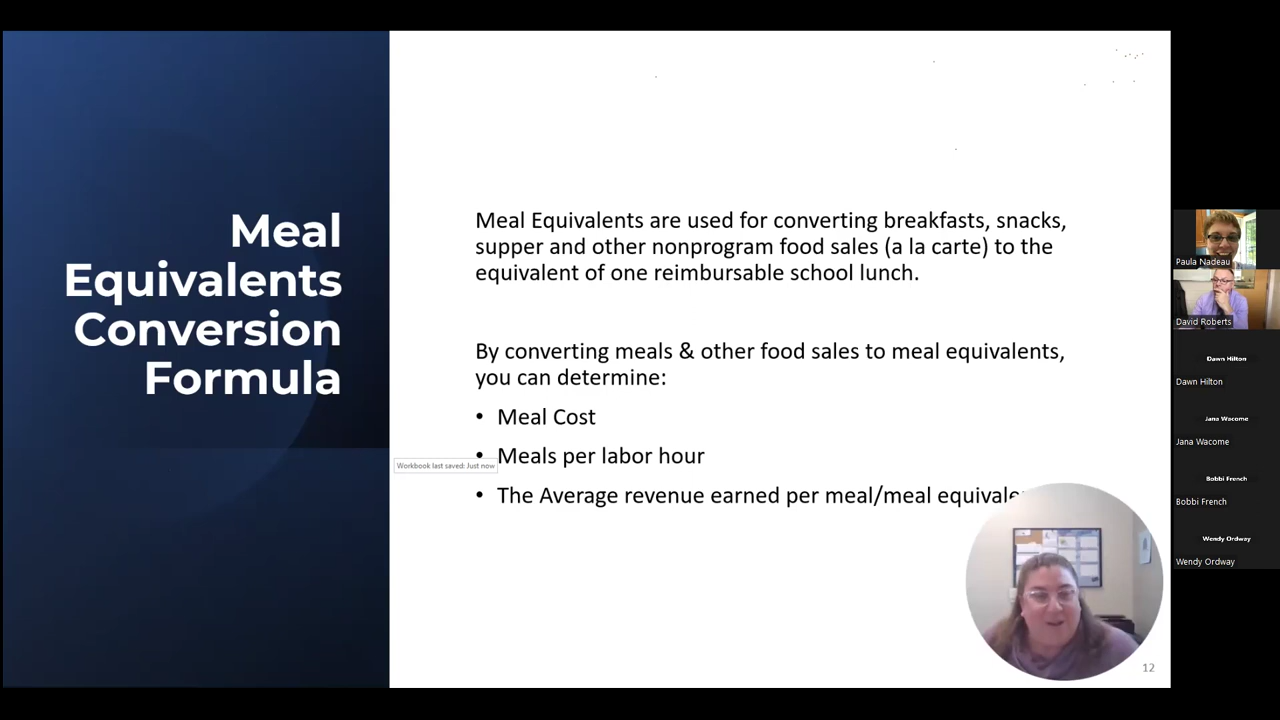 Meal
Equivalents
Conversion
Formula
Meal Equivalents are used for converting breakfasts, snacks,
supper and other nonprogram food sales (a la carte) to the
equivalent of one reimbursable school lunch.
By converting meals & other food sales to meal equivalents,
you can determine:
• Meal Cost
• Meals per labor hour
Workbook last saved: Just now
• The Average revenue earned per meal/meal
12
Paula Nadeau
David Roberts
Dawn Hilton
Dawn Hilton
Jana Wacome
Jana Wacome
Bobbi French
Bobbi French
Wendy Ordway
Wendy Ordway